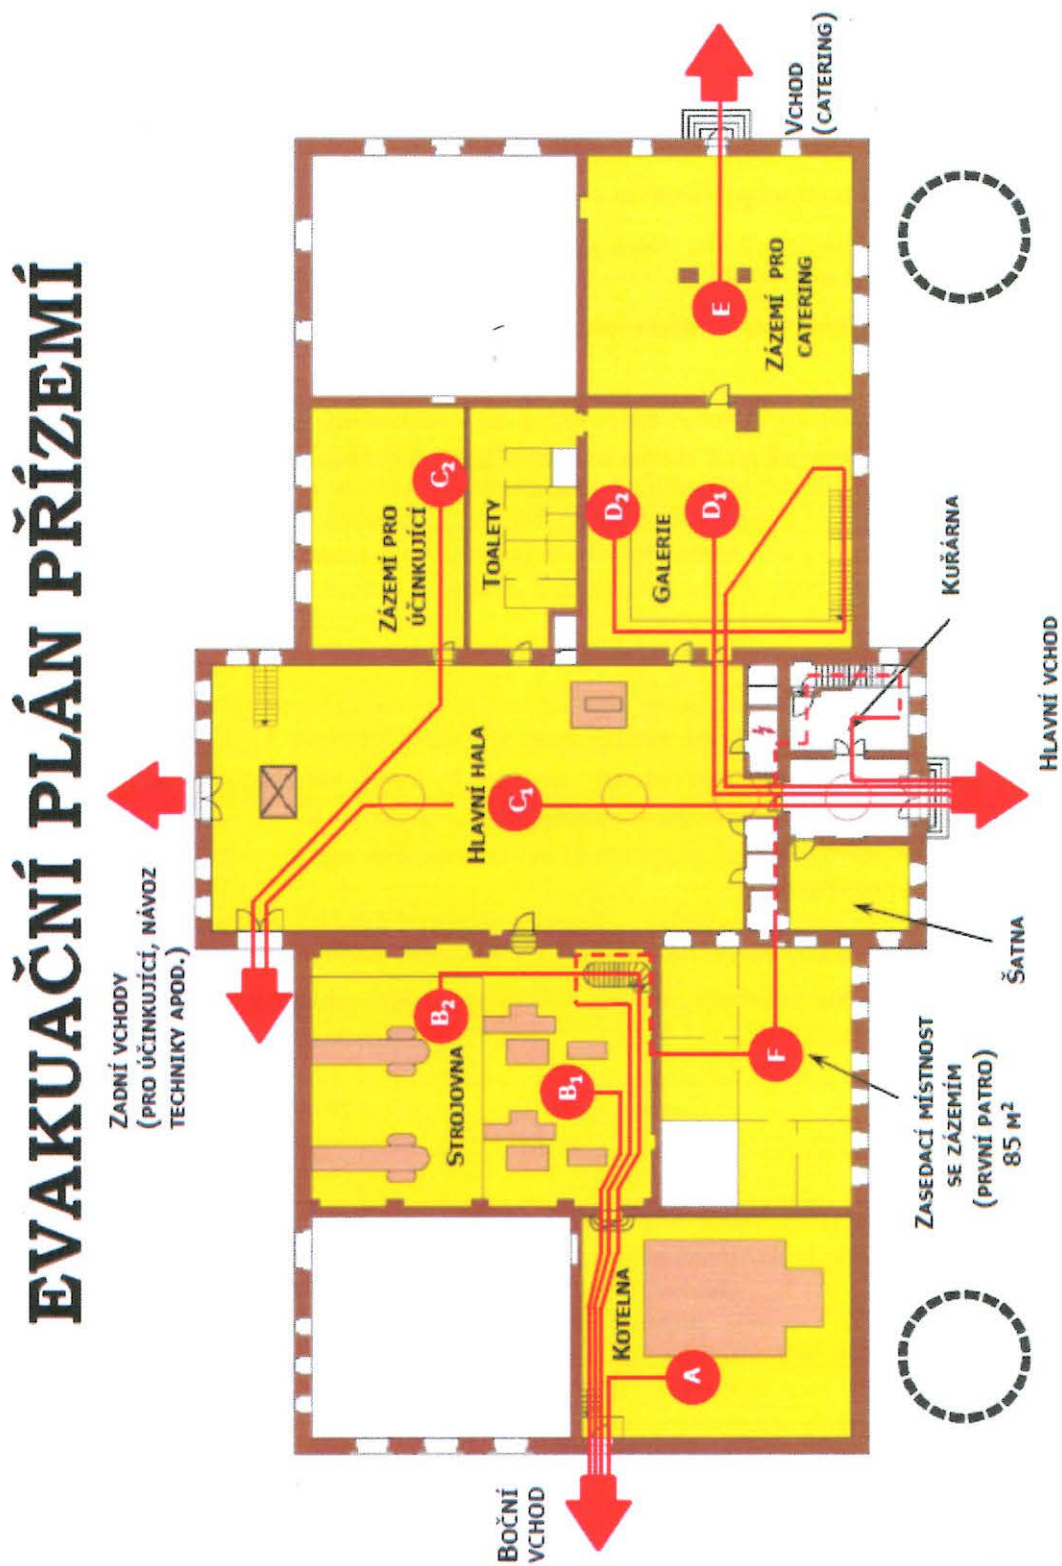 EVAKUAČNÍ PLÁN PŘÍZEMÍ
ZADNÍ VCHODY
(PRO ÚČINKUJÍCÍ, NÁVOZ
TECHNIKY APOD.)
BOČNÍ
VCHOD
STROJOVNA
B2
B1
KOTELNA
A
F
ZASEDACÍ MÍSTNOST
SE ZÁZEMÍM
(PRVNÍ PATRO)
85 M²
HLAVNÍ HALA
C1
ŠATNA
HLAVNÍ VCHOD
KUŘÁRNA
ZÁZEMÍ PRO
ÚČINKUJÍCÍ
C2
TOALETY
GALERIE
D2
D1
E
ZÁZEMÍ PRO
CATERING
VCHOD
(CATERING)